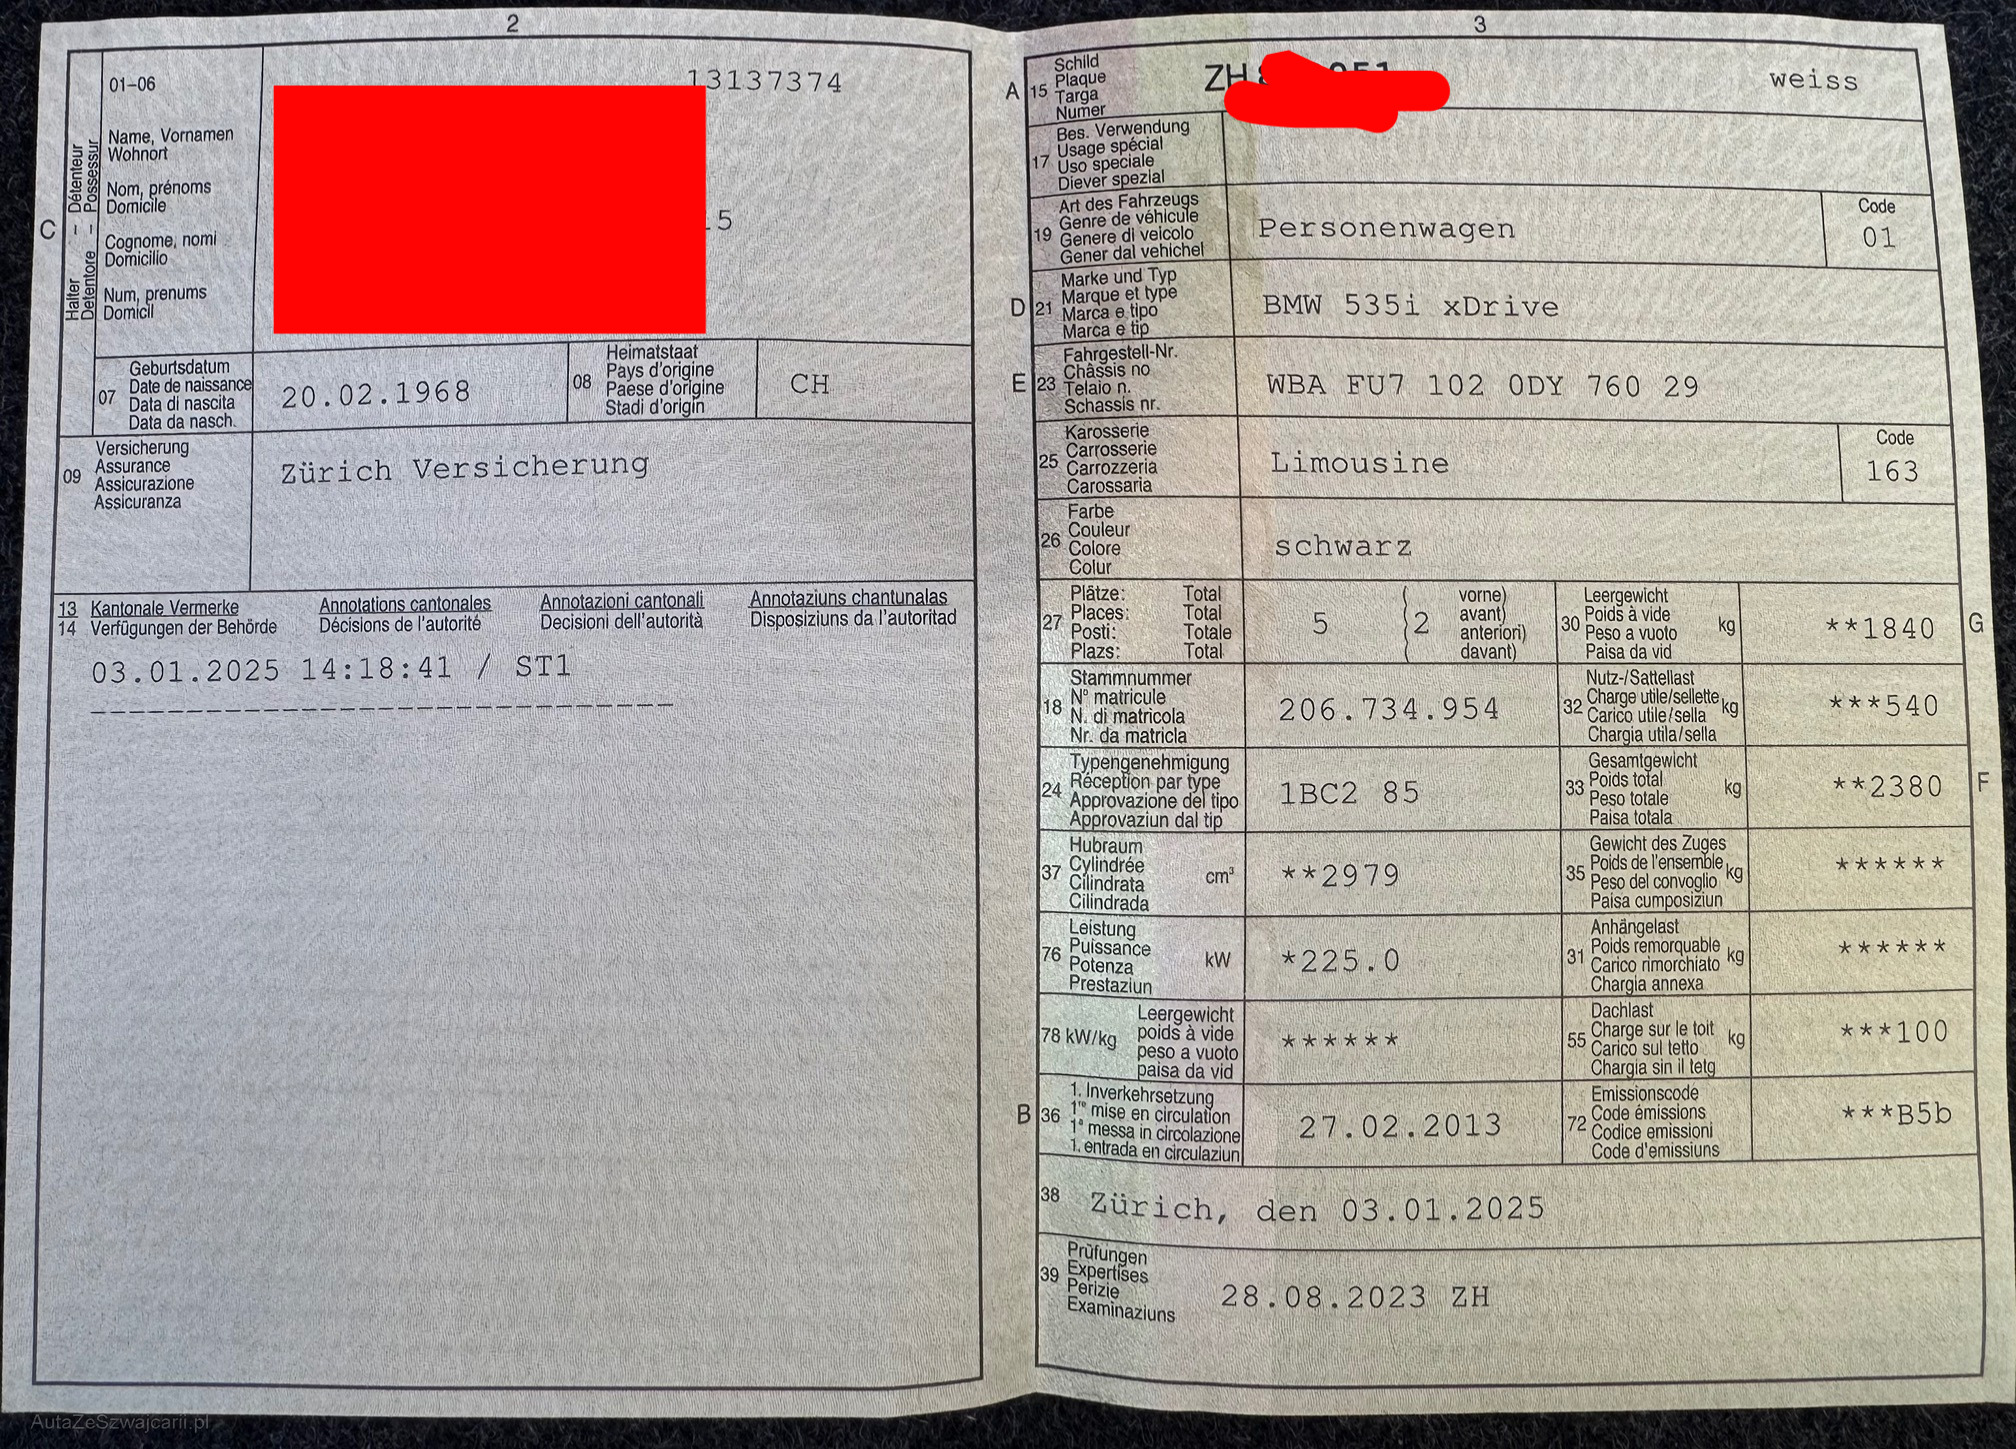 2
01-06
13137374
Name, Vornamen
Wohnort
Nom, prénoms
Domicile
Cognome, nomi
Domicilio
Num, prenums
Domicil
C
Halter – Détenteur
Detentore – Possessur
5
07
Geburtsdatum
Date de naissance
Data di nascita
Data da nasch.
20.02.1968
08
Heimatstaat
Pays d'origine
Paese d'origine
Stadi d'origin
CH
09
Versicherung
Assurance
Assicurazione
Assicuranza
Zürich Versicherung
13 Kantonale Vermerke Annotations cantonales Annotazioni cantonali Annotaziuns chantunalas
14 Verfügungen der Behörde Décisions de l'autorité Decisioni dell'autorità Disposiziuns da l'autoritad
03.01.2025 14:18:41 / ST1
------------------------------
3
A 15
Schild
Plaque
Targa
Numer
ZH
weiss
17
Bes. Verwendung
Usage spécial
Uso speciale
Diever spezial
19
Art des Fahrzeugs
Genre de véhicule
Genere di veicolo
Gener dal vehichel
Personenwagen
Code
01
D 21
Marke und Typ
Marque et type
Marca e tipo
Marca e tip
BMW 535i xDrive
E 23
Fahrgestell-Nr.
Châssis no
Telaio n.
Schassis nr.
WBA FU7 102 0DY 760 29
25
Karosserie
Carrosserie
Carrozzeria
Carossaria
Limousine
Code
163
26
Farbe
Couleur
Colore
Colur
schwarz
27
Plätze: Total
Places: Total
Posti: Totale
Plazs: Total
5
2
vorne)
avant)
anteriori)
davant)
30
Leergewicht
Poids à vide
Peso a vuoto
Paisa da vid
kg
**1840
G
18
Stammnummer
N° matricule
N. di matricola
Nr. da matricla
206.734.954
32
Nutz-/Sattellast
Charge utile/sellette
Carico utile/sella
Chargia utila/sella
kg
***540
24
Typengenehmigung
Réception par type
Approvazione del tipo
Approvaziun dal tip
1BC2 85
33
Gesamtgewicht
Poids total
Peso totale
Paisa totala
kg
**2380
F
37
Hubraum
Cylindrée
Cilindrata
Cilindrada
cm³
**2979
35
Gewicht des Zuges
Poids de l'ensemble
Peso del convoglio
Paisa cumposiziun
kg
******
76
Leistung
Puissance
Potenza
Prestaziun
kW
*225.0
31
Anhängelast
Poids remorquable
Carico rimorchiato
Chargia annexa
kg
******
78 kW/kg
Leergewicht
poids à vide
peso a vuoto
paisa da vid
******
55
Dachlast
Charge sur le toit
Carico sul tetto
Chargia sin il tetg
kg
***100
B 36
1. Inverkehrsetzung
1re mise en circulation
1a messa in circolazione
1. entrada en circulaziun
27.02.2013
72
Emissionscode
Code émissions
Codice emissioni
Code d'emissiuns
***B5b
38
Zürich, den 03.01.2025
39
Prüfungen
Expertises
Perizie
Examinaziuns
28.08.2023 ZH
AutaZeSzwajcarii.pl